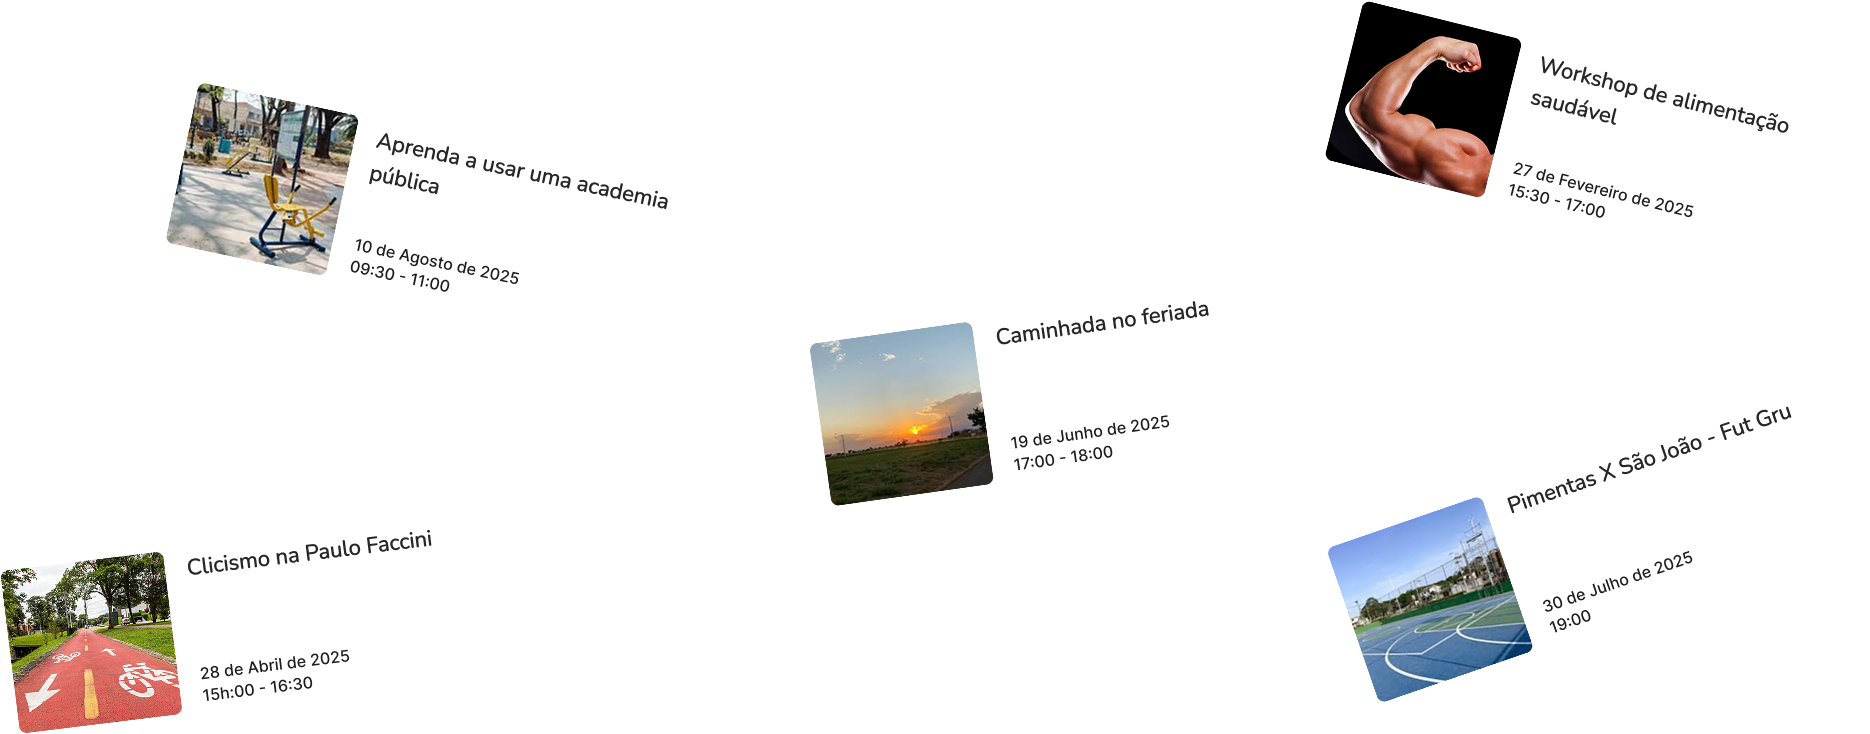 Aprenda a usar uma academia
pública
10 de Agosto de 2025
09:30 - 11:00
Workshop de alimentação
saudável
27 de Fevereiro de 2025
15:30 - 17:00
Caminhada no feriada
19 de Junho de 2025
17:00 - 18:00
Clicismo na Paulo Faccini
28 de Abril de 2025
15h:00 - 16:30
Pimentas X São João - Fut Gru
30 de Julho de 2025
19:00